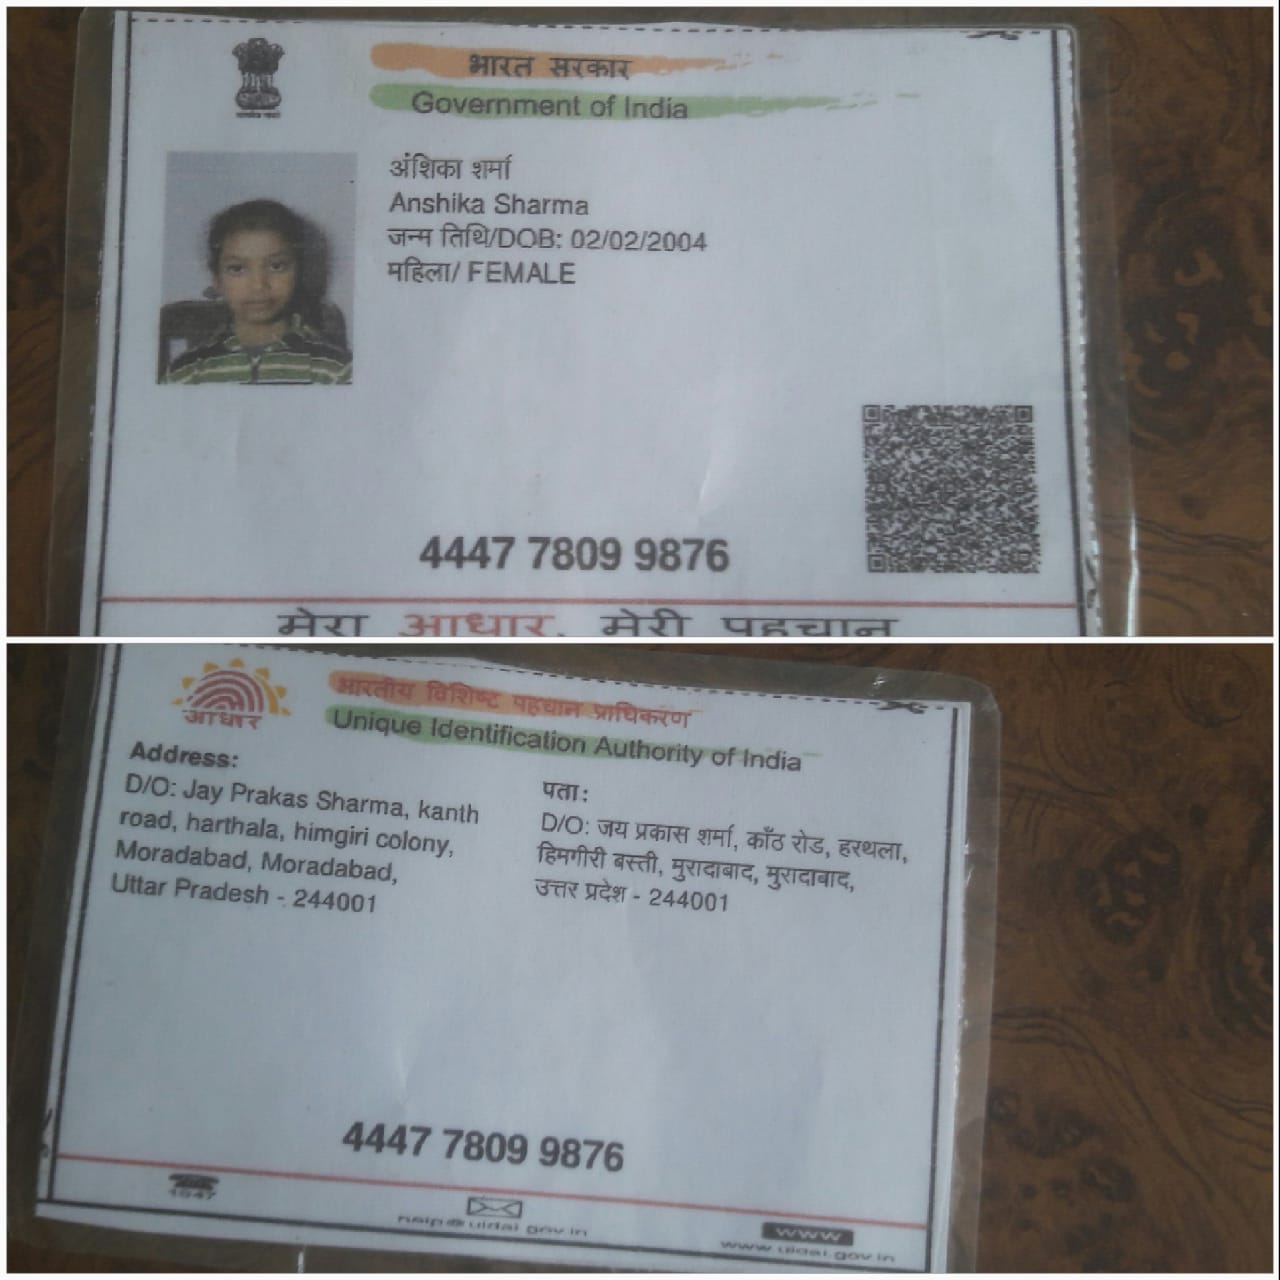 भारत सरकार
Government of India
अंशिका शर्मा
Anshika Sharma
जन्म तिथि/DOB: 02/02/2004
महिला/ FEMALE
4447 7809 9876
मेरा आधार, मेरी पहचान
आधार
भारतीय विशिष्ट पहचान प्राधिकरण
Unique Identification Authority of India
Address:
D/O: Jay Prakas Sharma, kanth
road, harthala, himgiri colony,
Moradabad, Moradabad,
Uttar Pradesh - 244001
पता:
D/O: जय प्रकास शर्मा, काँठ रोड, हरथला,
हिमगीरी बस्ती, मुरादाबाद, मुरादाबाद,
उत्तर प्रदेश - 244001
4447 7809 9876
1947
help@uidai.gov.in
www
www.uidai.gov.in